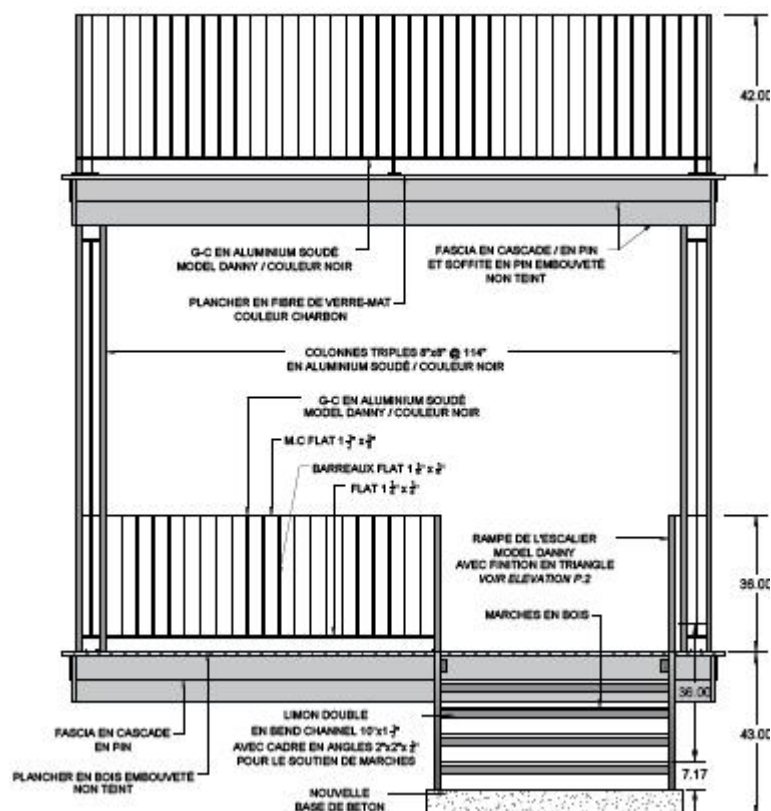 42.00
G-C EN ALUMINIUM SOUDÉ
MODEL DANNY / COULEUR NOIR
FASCIA EN CASCADE / EN PIN
ET SOFFITE EN PIN EMBOUVETÉ
NON TEINT
PLANCHER EN FIBRE DE VERRE-MAT
COULEUR CHARBON
COLONNES TRIPLES 8"x8" @ 114"
EN ALUMINIUM SOUDÉ / COULEUR NOIR
G-C EN ALUMINIUM SOUDÉ
MODEL DANNY / COULEUR NOIR
M.C FLAT
BARREAUX FLAT
FLAT
RAMPE DE L'ESCALIER
MODEL DANNY
AVEC FINITION EN TRIANGLE
VOIR ELEVATION P.2
36.00
MARCHES EN BOIS
36.00
LIMON DOUBLE
EN BEND CHANNEL
AVEC CADRE EN ANGLES
POUR LE SOUTIEN DE MARCHES
FASCIA EN CASCADE
EN PIN
43.00
PLANCHER EN BOIS EMBOUVETÉ
NON TEINT
7.17
NOUVELLE
BASE DE BETON